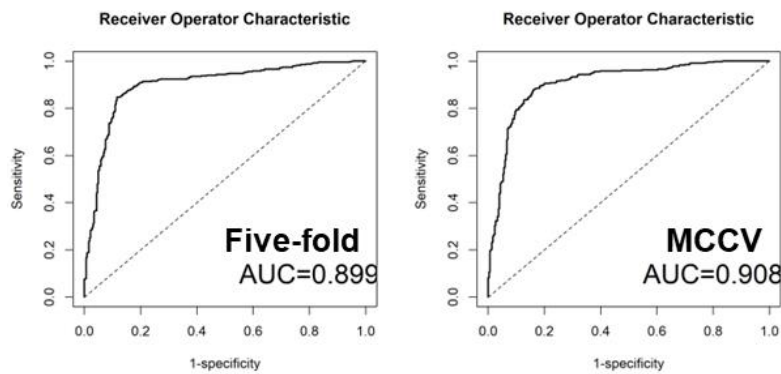 Receiver Operator Characteristic
Sensitivity
1.0
0.8
0.6
0.4
0.2
0.0
Five-fold
AUC=0.899
0.0 0.2 0.4 0.6 0.8 1.0
1-specificity
Receiver Operator Characteristic
Sensitivity
1.0
0.8
0.6
0.4
0.2
0.0
MCCV
AUC=0.908
0.0 0.2 0.4 0.6 0.8 1.0
1-specificity